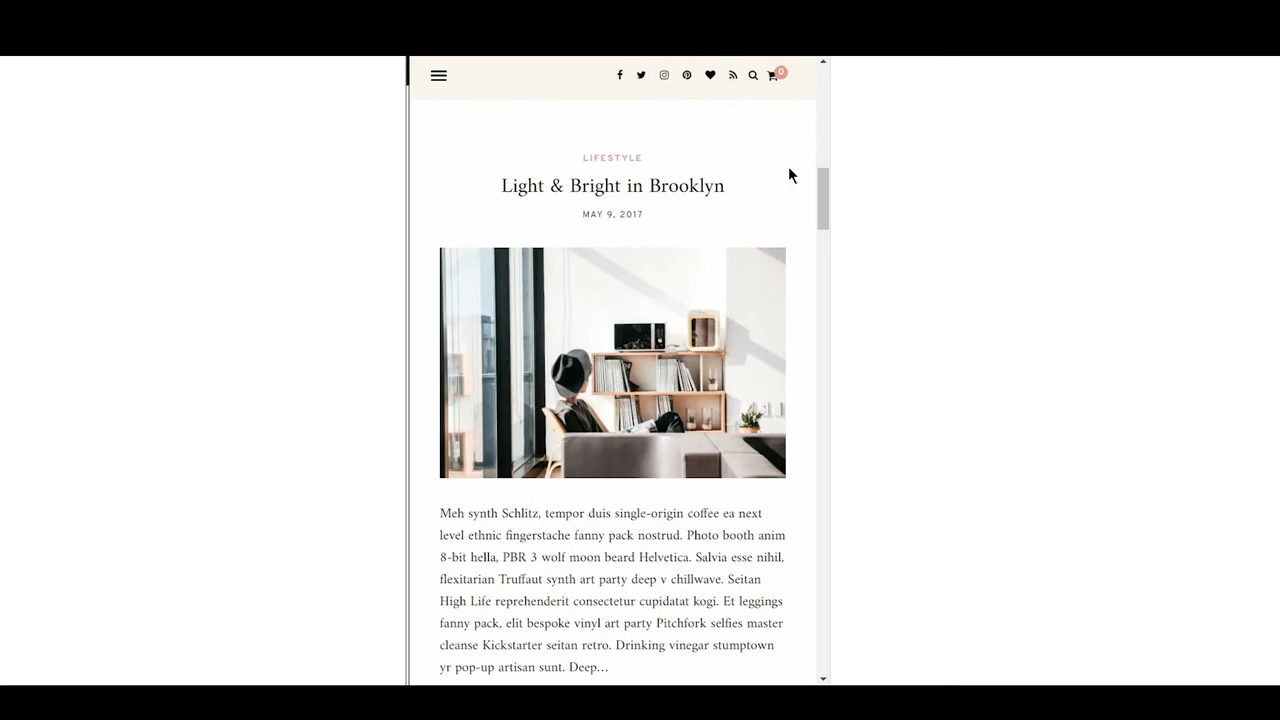 0
LIFESTYLE
Light & Bright in Brooklyn
MAY 9, 2017
Meh synth Schlitz, tempor duis single-origin coffee ea next
level ethnic fingerstache fanny pack nostrud. Photo booth anim
8-bit hella, PBR 3 wolf moon beard Helvetica. Salvia esse nihil,
flexitarian Truffaut synth art party deep v chillwave. Seitan
High Life reprehenderit consectetur cupidatat kogi. Et leggings
fanny pack, elit bespoke vinyl art party Pitchfork selfies master
cleanse Kickstarter seitan retro. Drinking vinegar stumptown
yr pop-up artisan sunt. Deep…